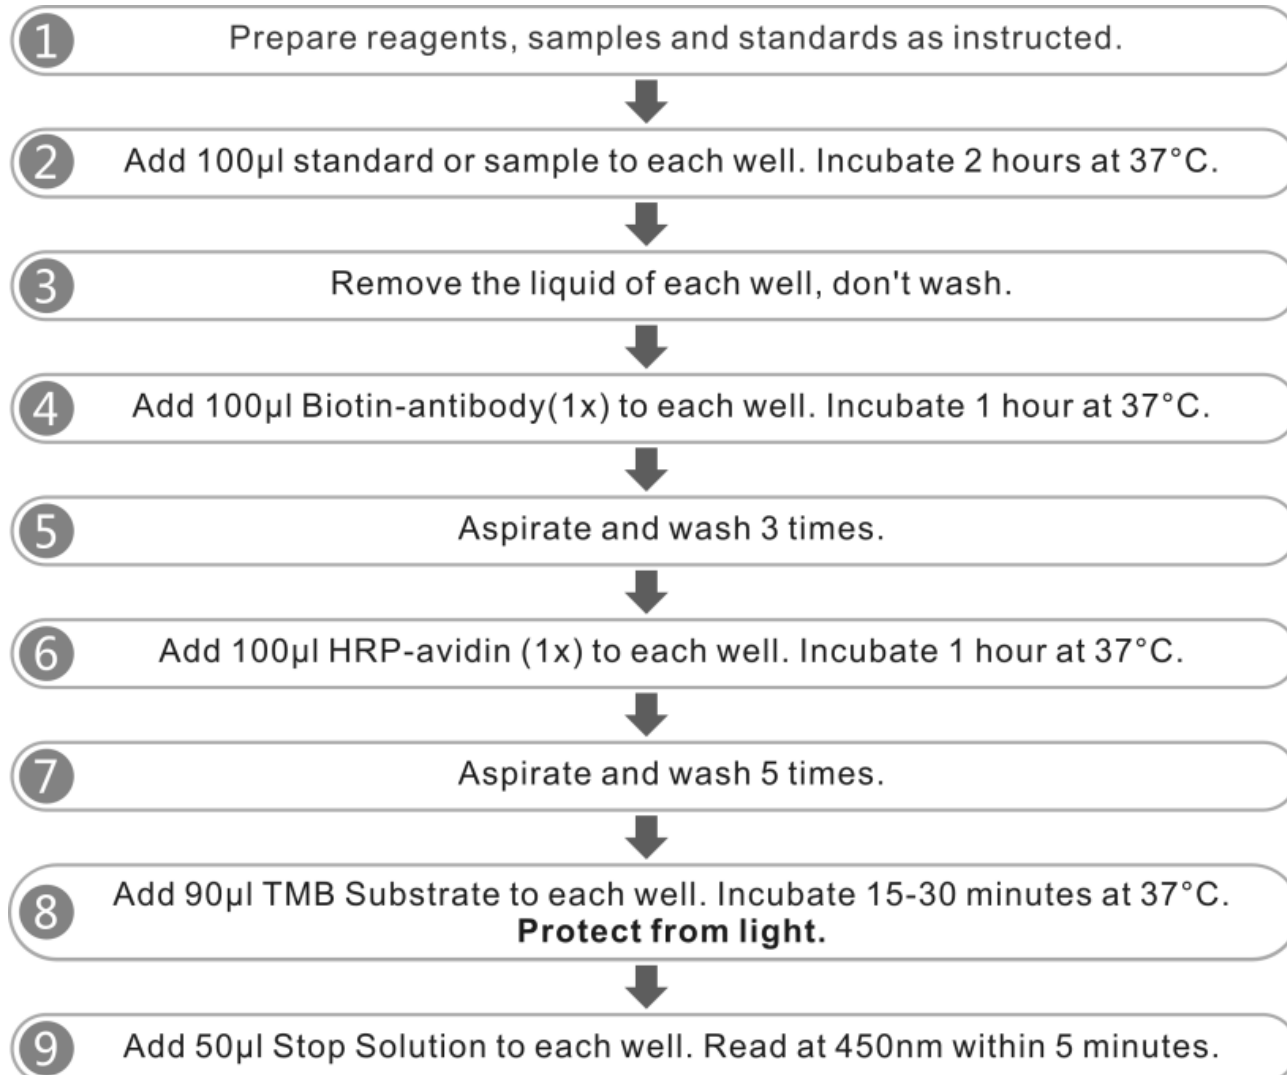 1 Prepare reagents, samples and standards as instructed.
2 Add 100µl standard or sample to each well. Incubate 2 hours at 37°C.
3 Remove the liquid of each well, don't wash.
4 Add 100µl Biotin-antibody(1x) to each well. Incubate 1 hour at 37°C.
5 Aspirate and wash 3 times.
6 Add 100µl HRP-avidin (1x) to each well. Incubate 1 hour at 37°C.
7 Aspirate and wash 5 times.
8 Add 90µl TMB Substrate to each well. Incubate 15-30 minutes at 37°C.
Protect from light.
9 Add 50µl Stop Solution to each well. Read at 450nm within 5 minutes.